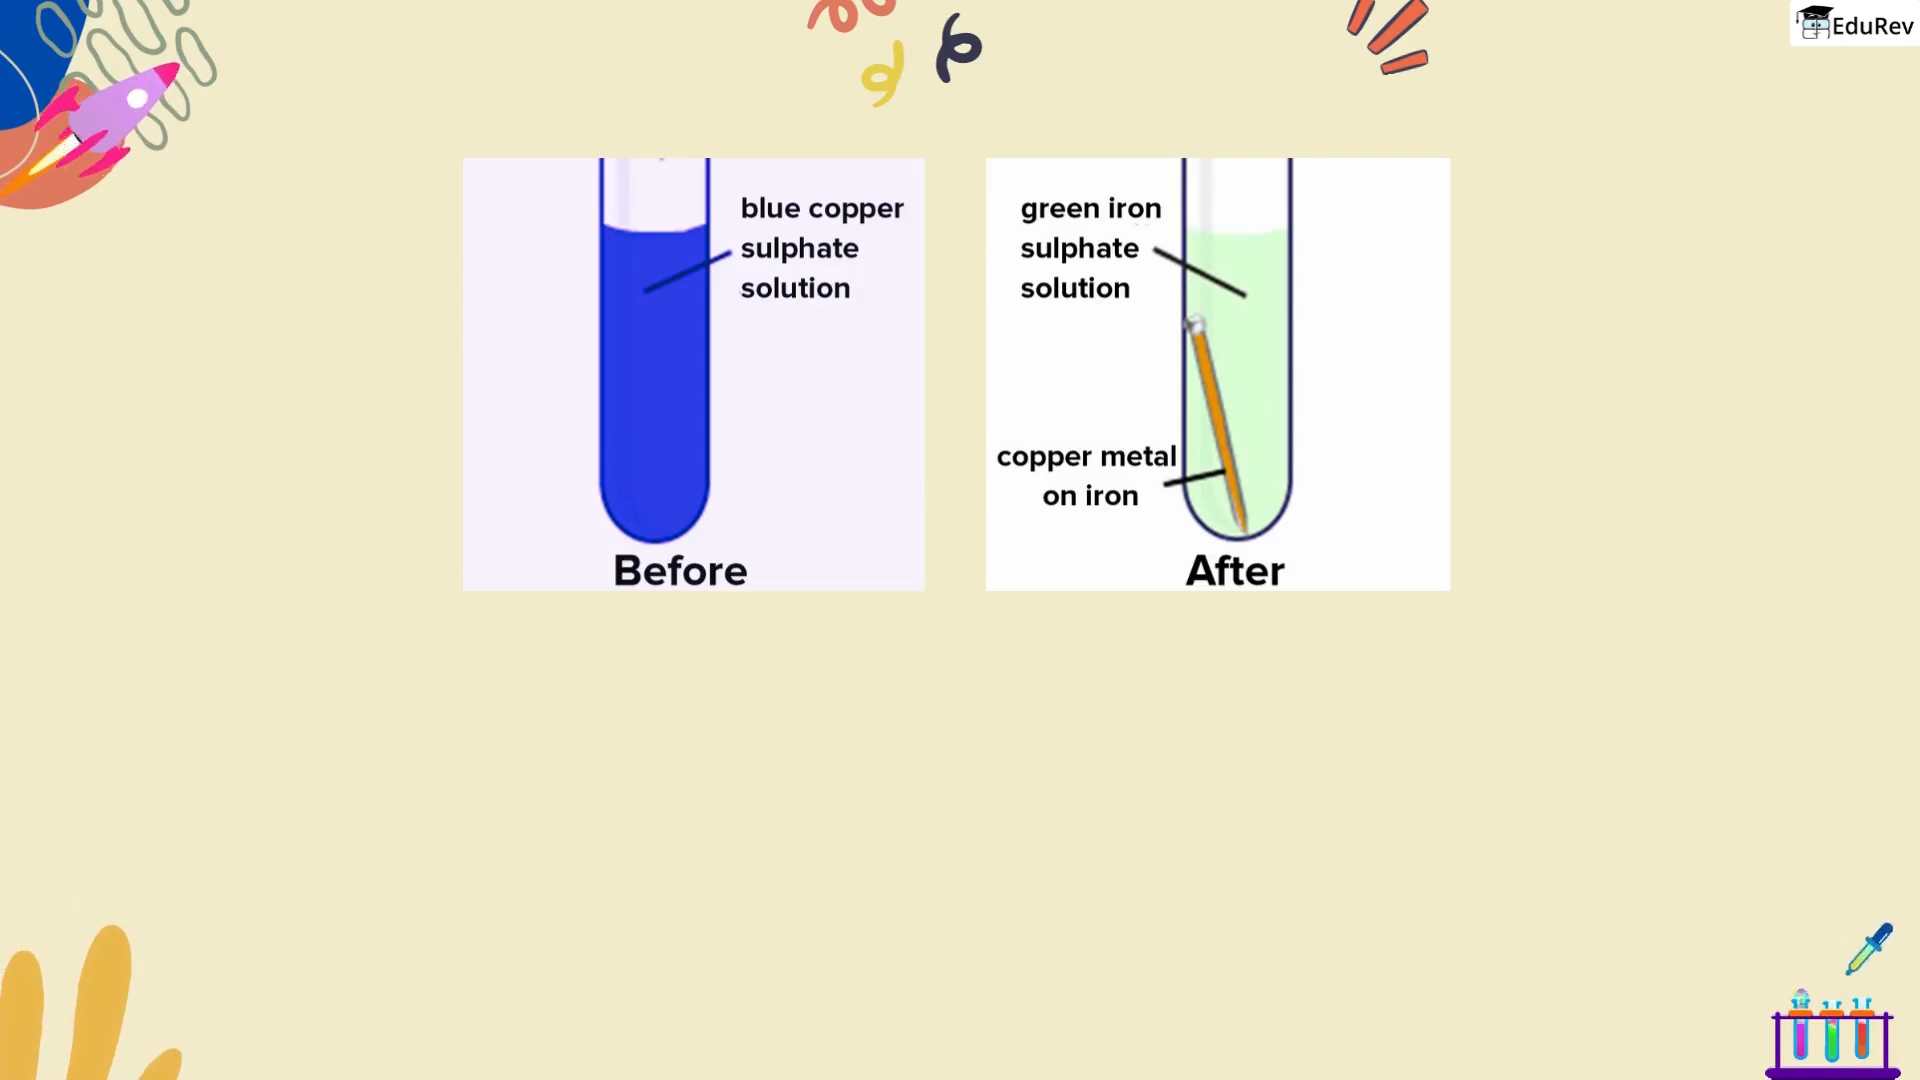 EduRev
blue copper
sulphate
solution
Before
green iron
sulphate
solution
copper metal
on iron
After